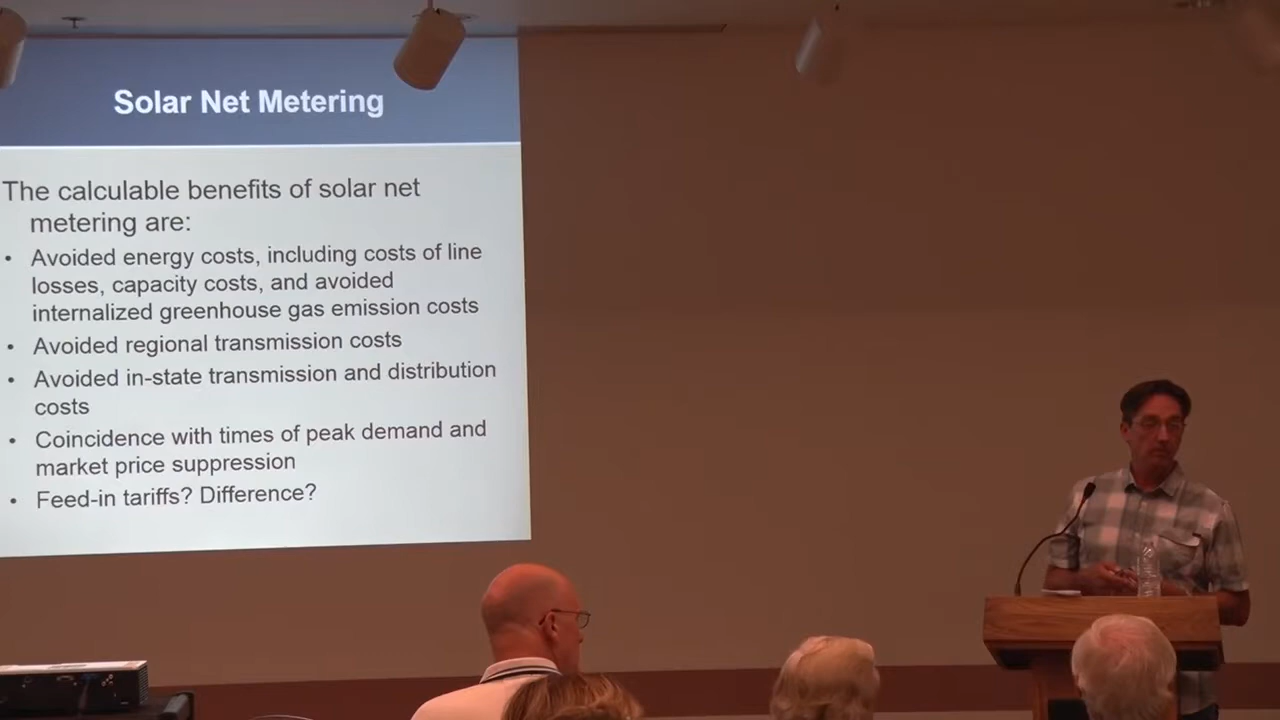 Solar Net Metering
The calculable benefits of solar net
metering are:
• Avoided energy costs, including costs of line
losses, capacity costs, and avoided
internalized greenhouse gas emission costs
• Avoided regional transmission costs
• Avoided in-state transmission and distribution
costs
• Coincidence with times of peak demand and
market price suppression
• Feed-in tariffs? Difference?